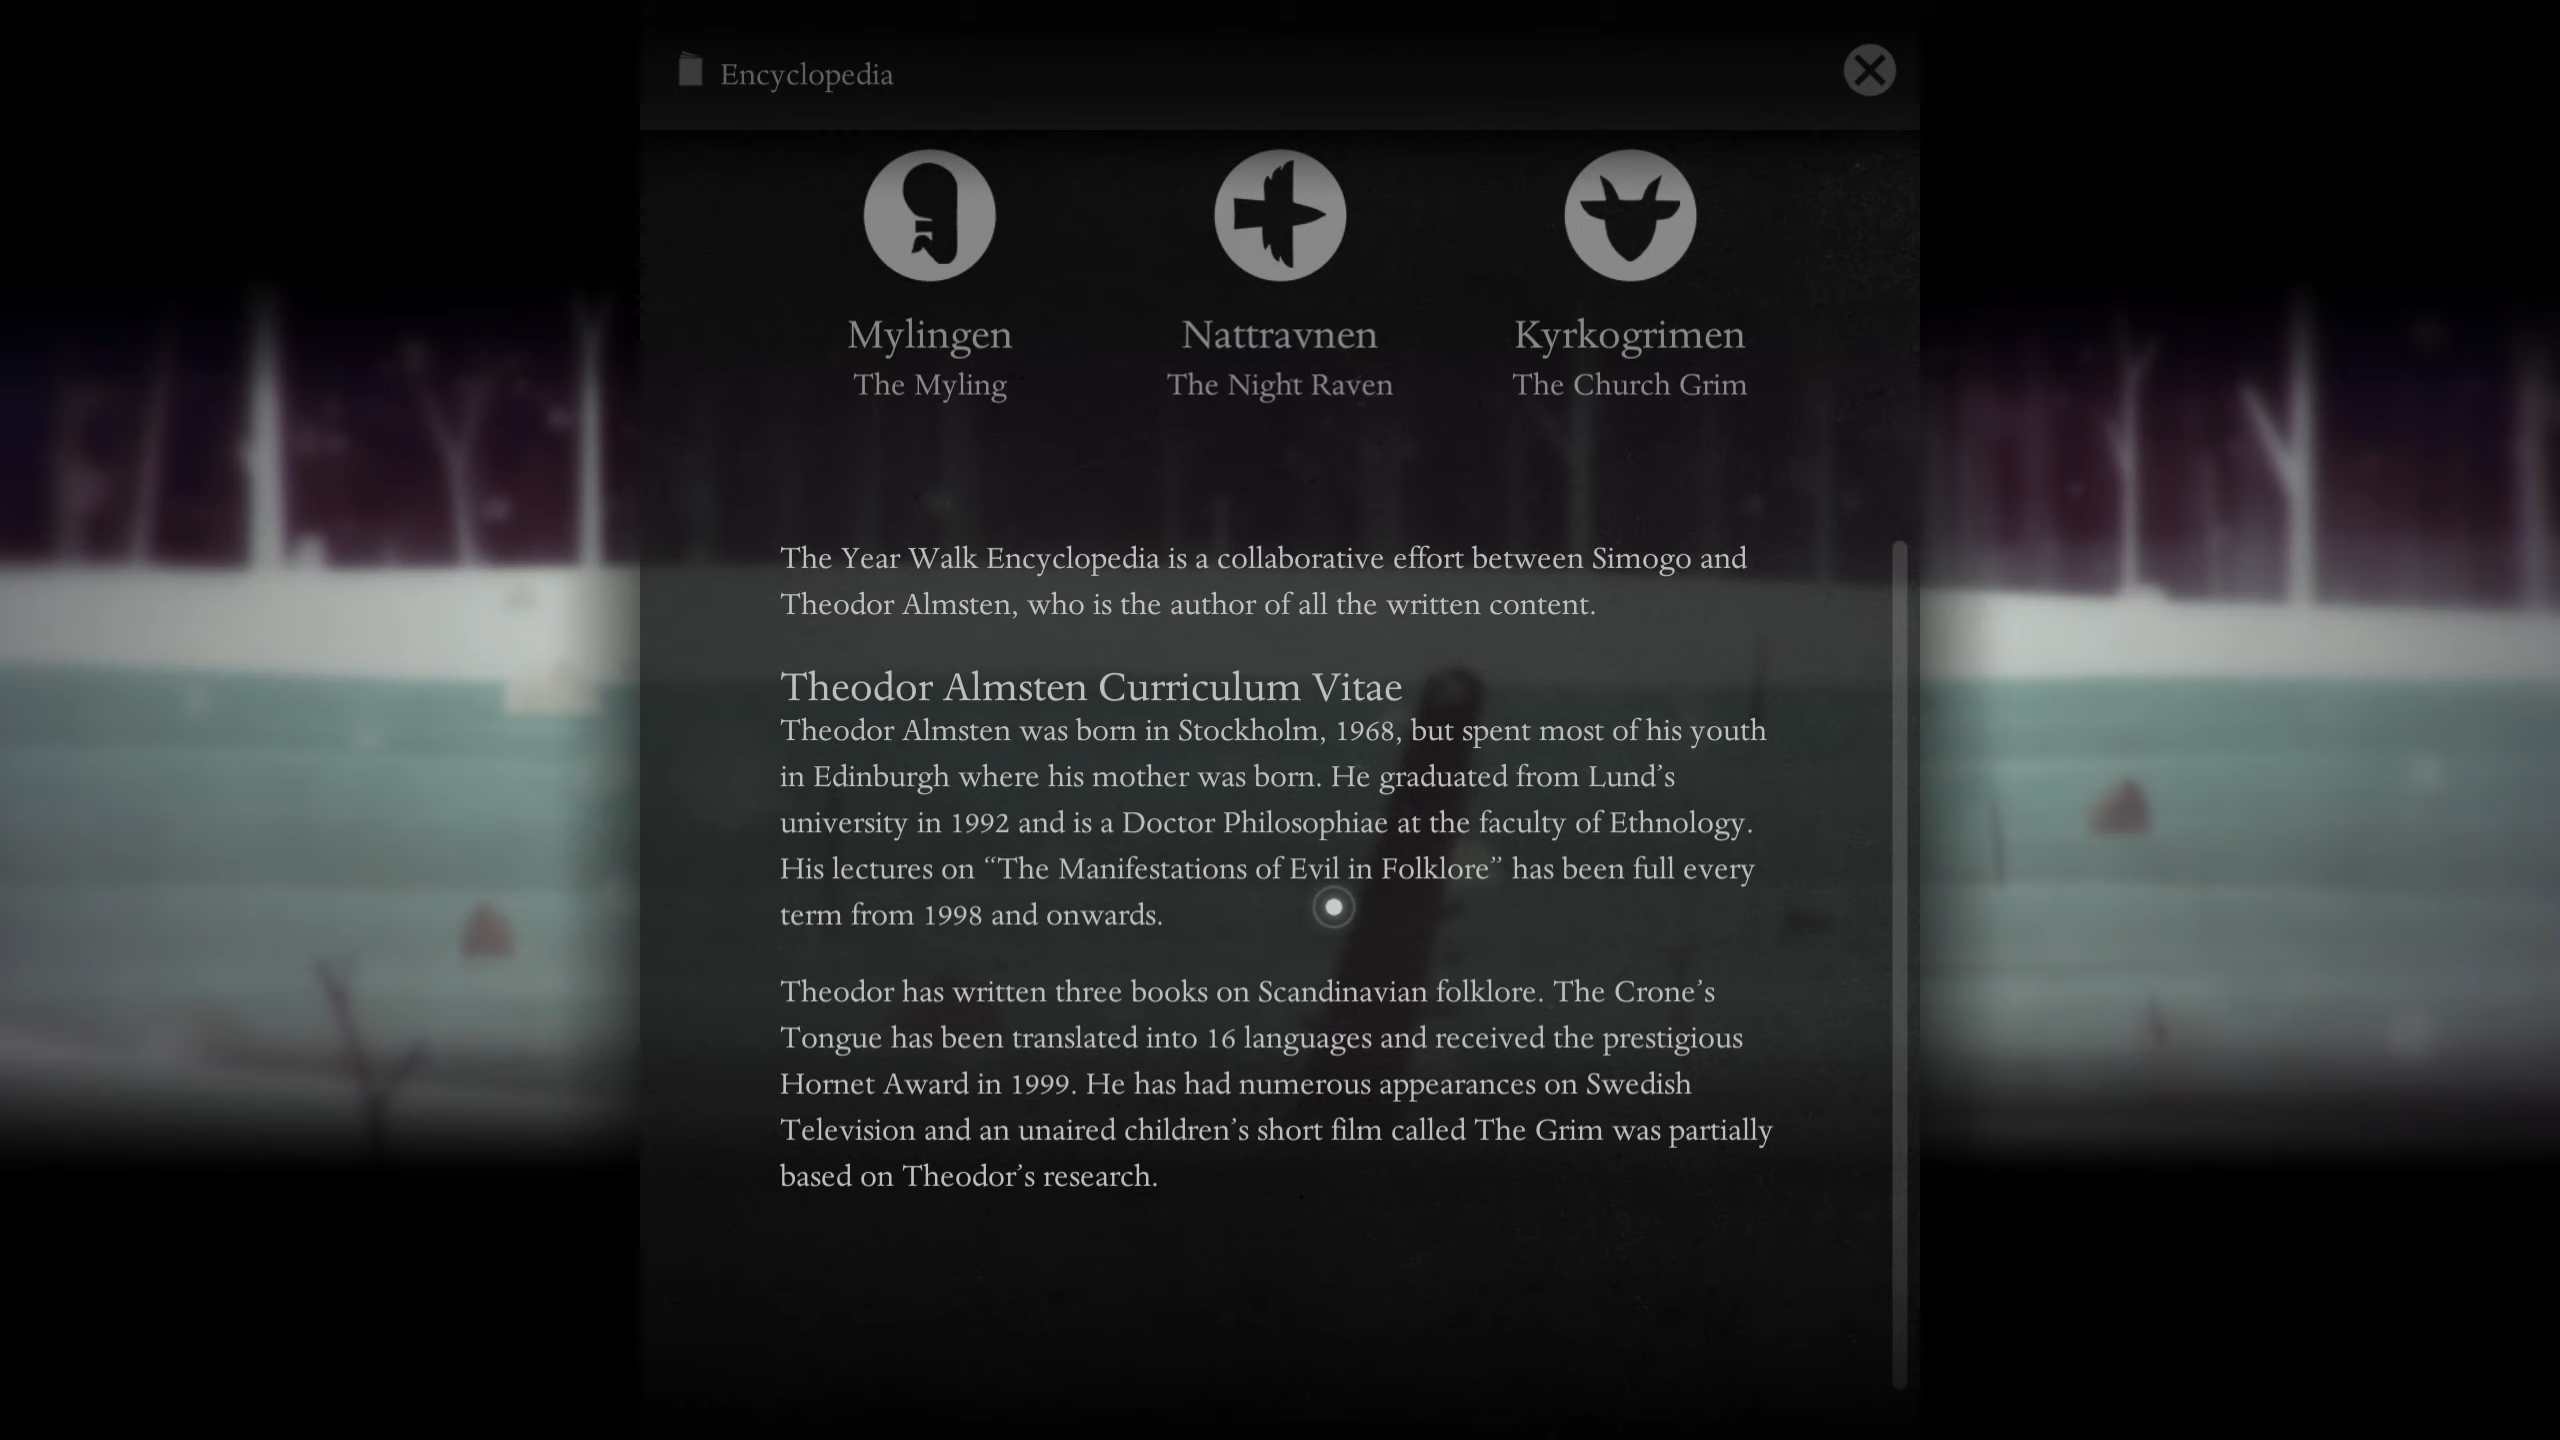 Encyclopedia
Mylingen
The Myling
Nattravnen
The Night Raven
Kyrkogrimen
The Church Grim
The Year Walk Encyclopedia is a collaborative effort between Simogo and
Theodor Almsten, who is the author of all the written content.
Theodor Almsten Curriculum Vitae
Theodor Almsten was born in Stockholm, 1968, but spent most of his youth
in Edinburgh where his mother was born. He graduated from Lund’s
university in 1992 and is a Doctor Philosophiae at the faculty of Ethnology.
His lectures on “The Manifestations of Evil in Folklore” has been full every
term from 1998 and onwards.
Theodor has written three books on Scandinavian folklore. The Crone’s
Tongue has been translated into 16 languages and received the prestigious
Hornet Award in 1999. He has had numerous appearances on Swedish
Television and an unaired children’s short film called The Grim was partially
based on Theodor’s research.